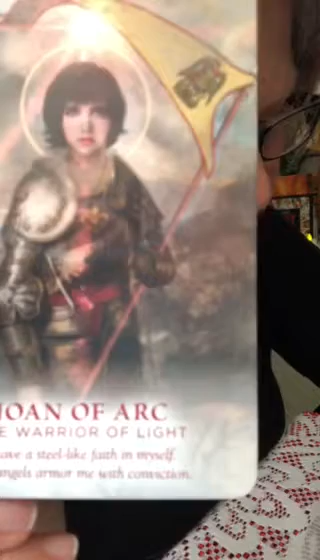 JOAN OF ARC
E WARRIOR OF LIGHT
ave a steel-like faith in myself.
angels armor me with conviction.